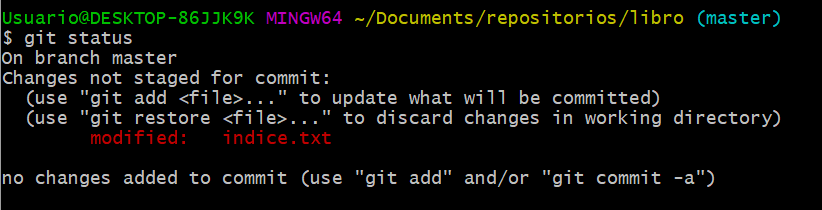 Usuario@DESKTOP-86JJK9K MINGW64 ~/Documents/repositorios/libro (master)
$ git status
On branch master
Changes not staged for commit:
  (use "git add <file>..." to update what will be committed)
  (use "git restore <file>..." to discard changes in working directory)
        modified:   indice.txt

no changes added to commit (use "git add" and/or "git commit -a")